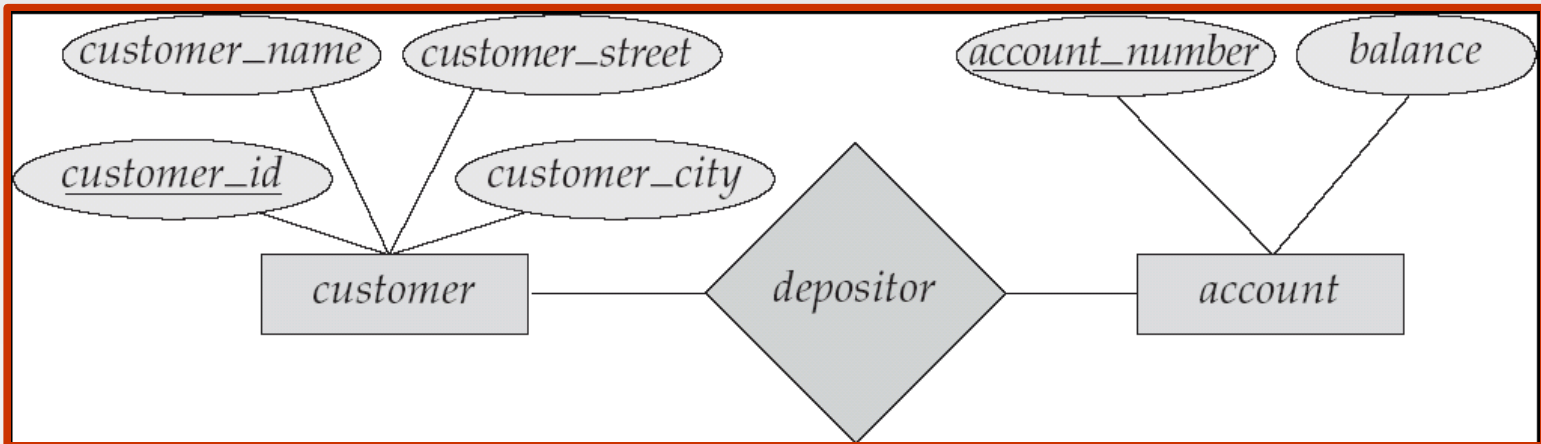 customer_name
customer_street
account_number
balance
customer_id
customer_city
customer
depositor
account